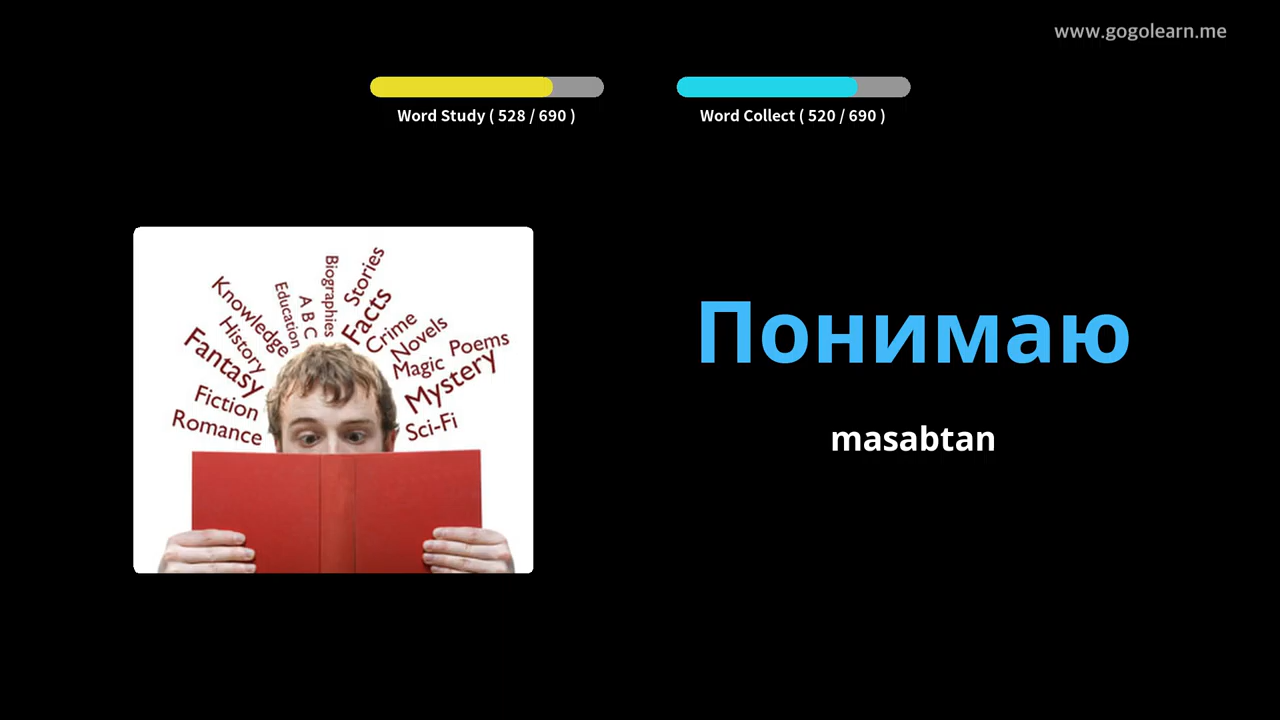 www.gogolearn.me
Word Study ( 528 / 690 )
Word Collect ( 520 / 690 )
Romance
Fiction
Fantasy
History
Knowledge
Education
A B C
Biographies
Stories
Facts
Crime
Novels
Magic
Poems
Mystery
Sci-Fi
Понимаю
masabtan